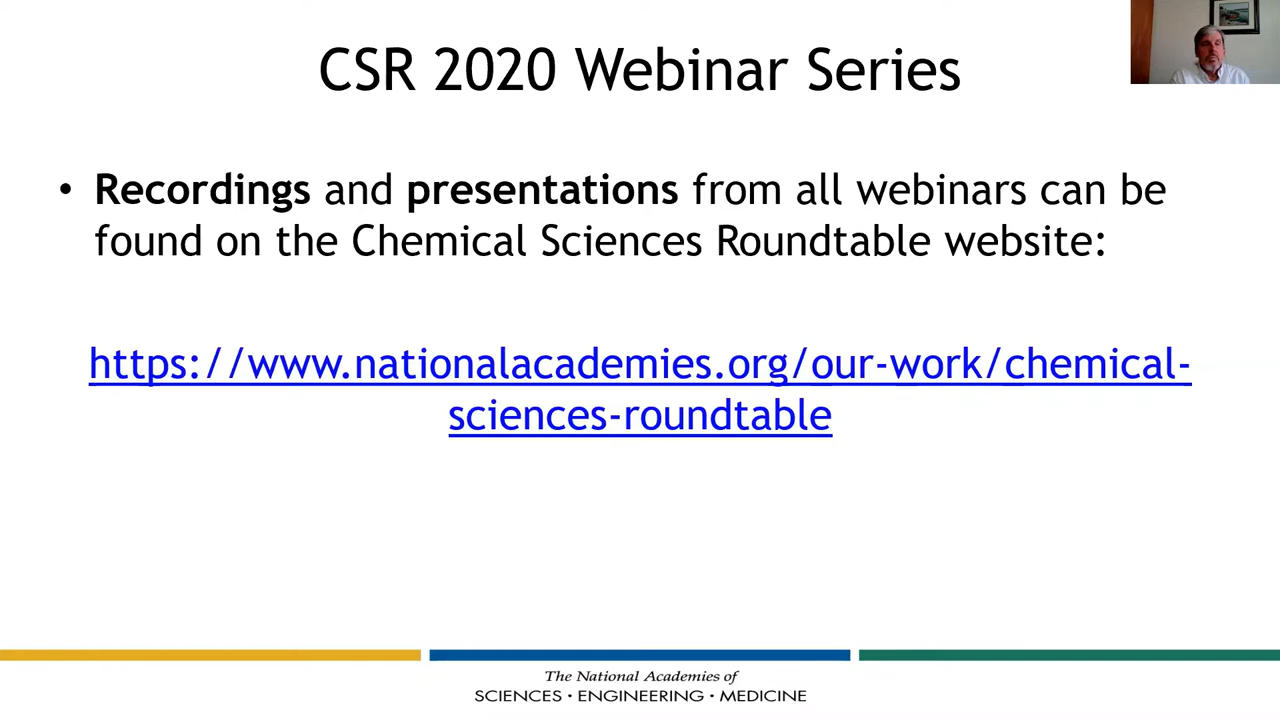 CSR 2020 Webinar Series
• Recordings and presentations from all webinars can be
found on the Chemical Sciences Roundtable website:
https://www.nationalacademies.org/our-work/chemical-
sciences-roundtable
The National Academies of
SCIENCES · ENGINEERING · MEDICINE